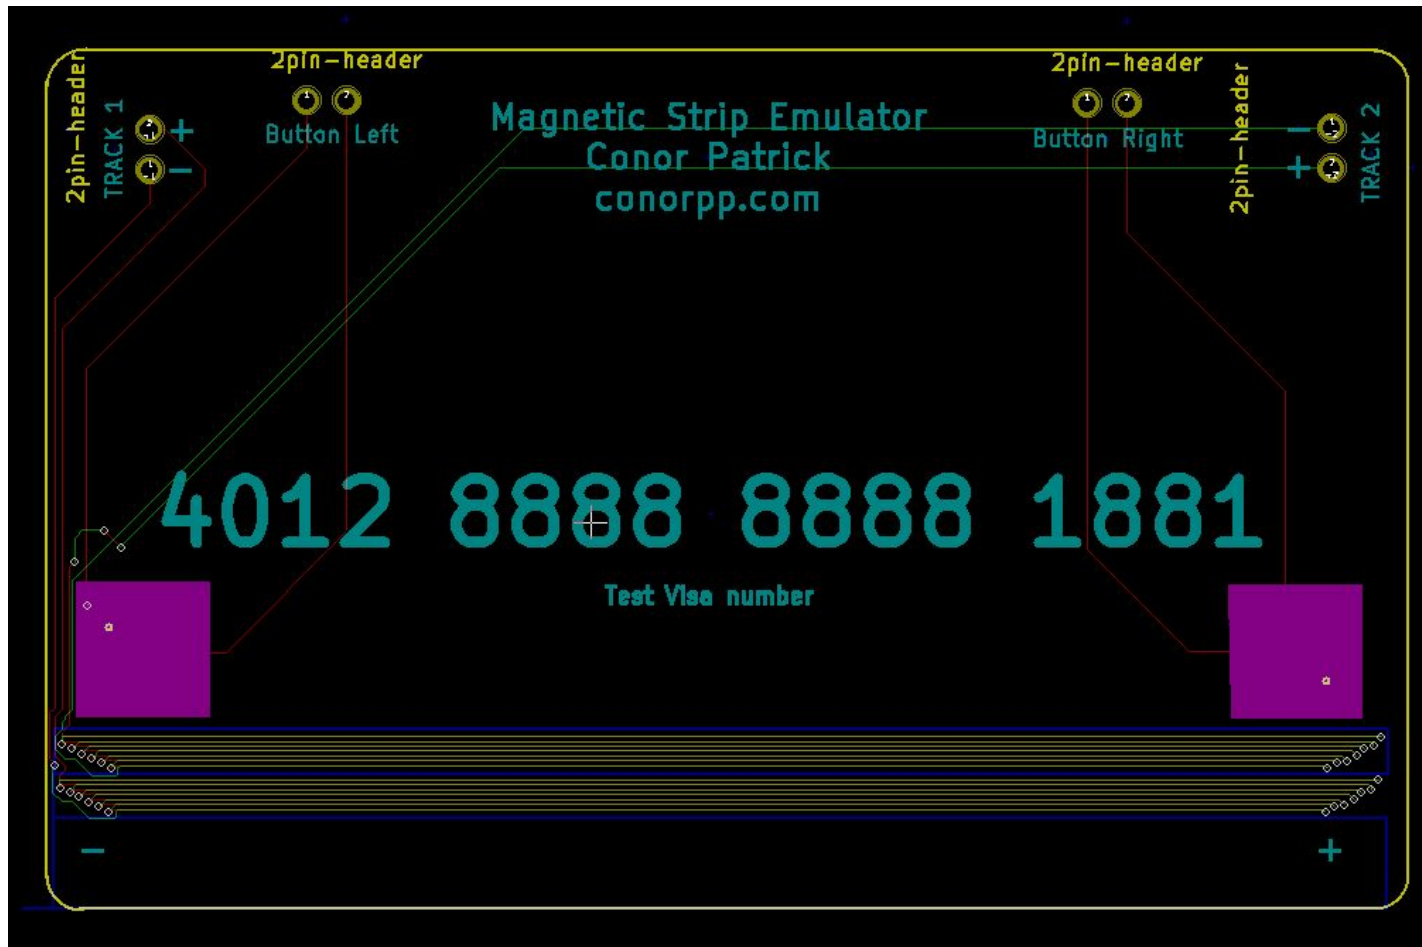 2pin-header
2pin-header
2pin-header
2pin-header
TRACK 1
+
-
Button Left
Magnetic Strip Emulator
Conor Patrick
conorpp.com
Button Right
-
+
TRACK 2
4012 8888 8888 1881
Test Visa number
-
+